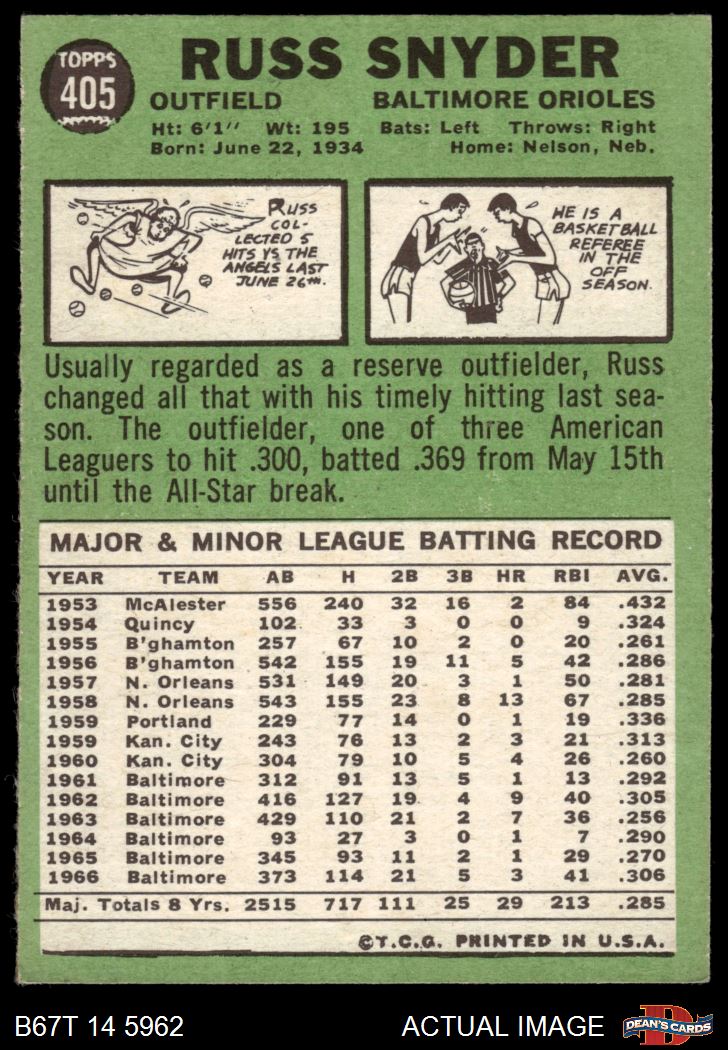 TOPPS
405
RUSS SNYDER
OUTFIELD BALTIMORE ORIOLES
Ht: 6'1'' Wt: 195 Bats: Left Throws: Right
Born: June 22, 1934 Home: Nelson, Neb.
RUSS
COL-
LECTED 5
HITS VS THE
ANGELS LAST
JUNE 26TH.
HE IS A
BASKETBALL
REFEREE
IN THE
OFF
SEASON.
Usually regarded as a reserve outfielder, Russ
changed all that with his timely hitting last sea-
son. The outfielder, one of three American
Leaguers to hit .300, batted .369 from May 15th
until the All-Star break.
MAJOR & MINOR LEAGUE BATTING RECORD
YEAR TEAM AB H 2B 3B HR RBI AVG.
1953 McAlester 556 240 32 16 2 84 .432
1954 Quincy 102 33 3 0 0 9 .324
1955 B'ghamton 257 67 10 2 0 20 .261
1956 B'ghamton 542 155 19 11 5 42 .286
1957 N. Orleans 531 149 20 3 1 50 .281
1958 N. Orleans 543 155 23 8 13 67 .285
1959 Portland 229 77 14 0 1 19 .336
1959 Kan. City 243 76 13 2 3 21 .313
1960 Kan. City 304 79 10 5 4 26 .260
1961 Baltimore 312 91 13 5 1 13 .292
1962 Baltimore 416 127 19 4 9 40 .305
1963 Baltimore 429 110 21 2 7 36 .256
1964 Baltimore 93 27 3 0 1 7 .290
1965 Baltimore 345 93 11 2 1 29 .270
1966 Baltimore 373 114 21 5 3 41 .306
Maj. Totals 8 Yrs. 2515 717 111 25 29 213 .285
©T.C.G. PRINTED IN U.S.A.
B67T 14 5962 ACTUAL IMAGE
D
DEAN'S CARDS